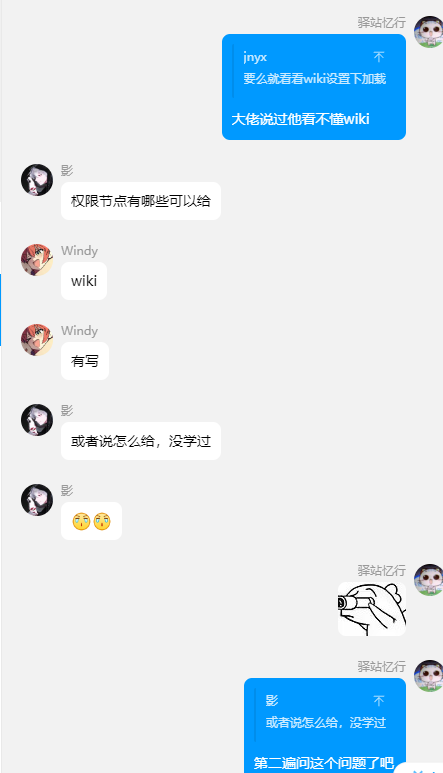 驿站忆行
jnyx
不
要么就看看wiki设置下加载
大佬说过他看不懂wiki
影
权限节点有哪些可以给
Windy
wiki
Windy
有写
影
或者说怎么给，没学过
影
驿站忆行
驿站忆行
影
不
或者说怎么给，没学过
第二遍问这个问题了吧